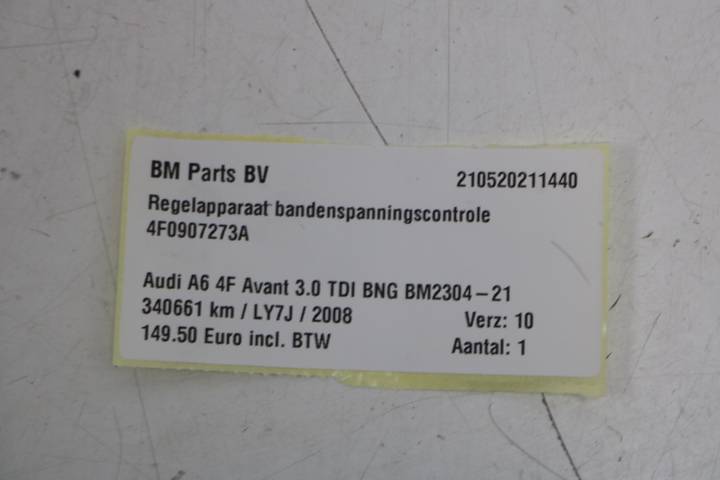 BM Parts BV 210520211440
Regelapparaat bandenspanningscontrole
4F0907273A
Audi A6 4F Avant 3.0 TDI BNG BM2304-21
340661 km / LY7J / 2008 Verz: 10
149.50 Euro incl. BTW Aantal: 1